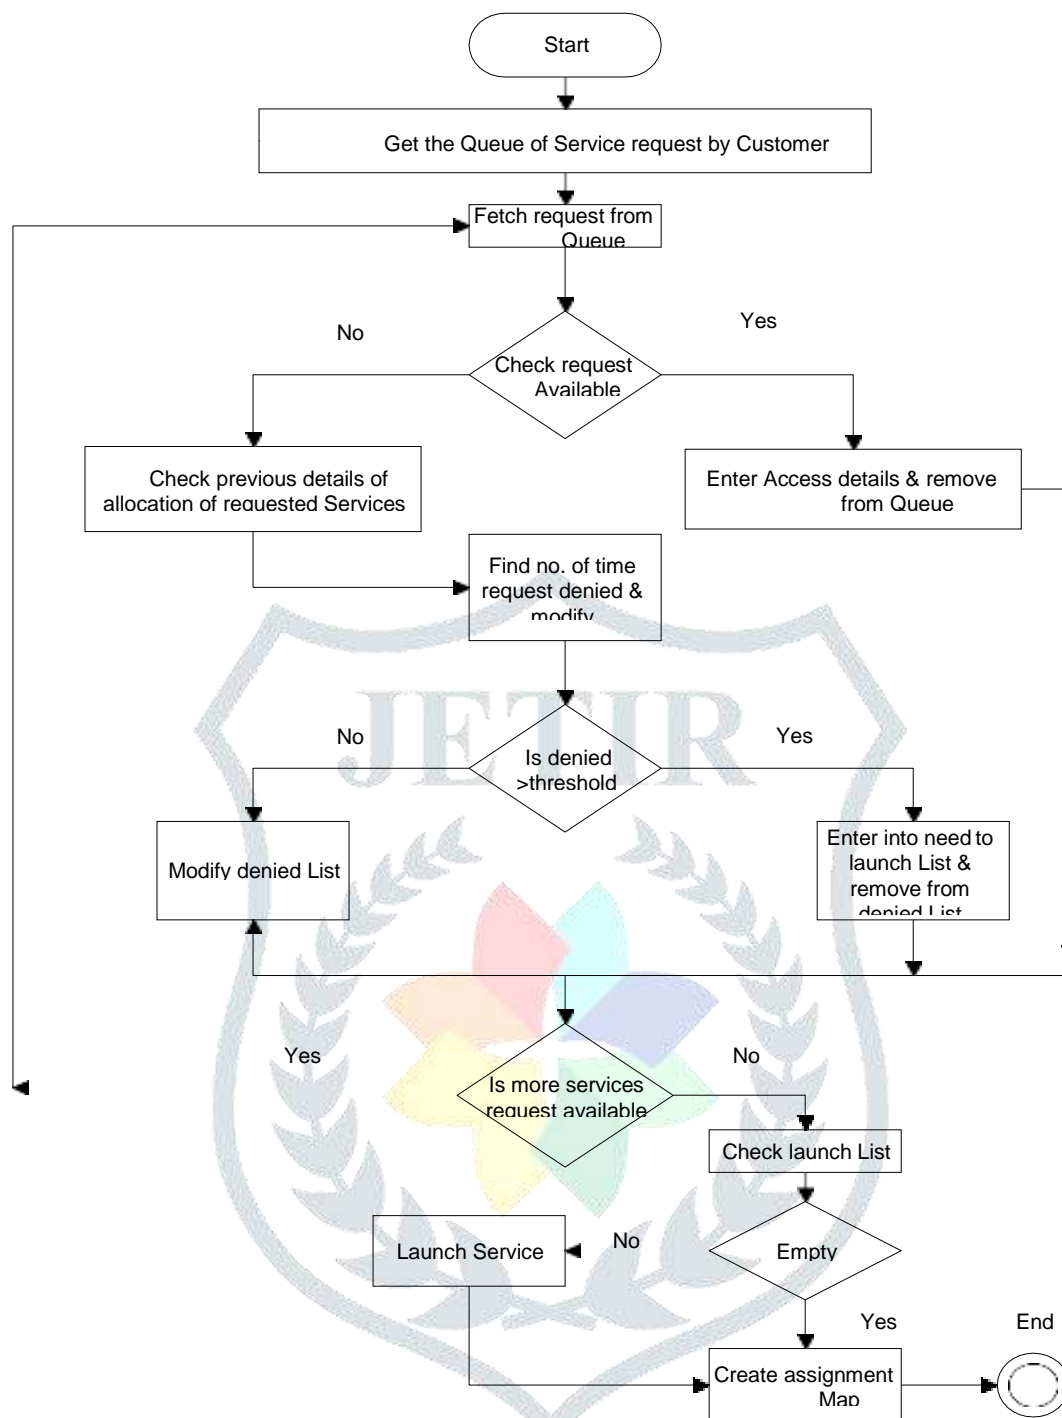 Start
Get the Queue of Service request by Customer
Fetch request from
Queue
No
Yes
Check request
Available
Check previous details of
allocation of requested Services
Enter Access details & remove
from Queue
Find no. of time
request denied &
modify
JETIR
No
Yes
Is denied
>threshold
Modify denied List
Enter into need to
launch List &
remove from
denied List
Yes
No
Is more services
request available
Check launch List
Launch Service
No
Empty
Yes
End
Create assignment
Map